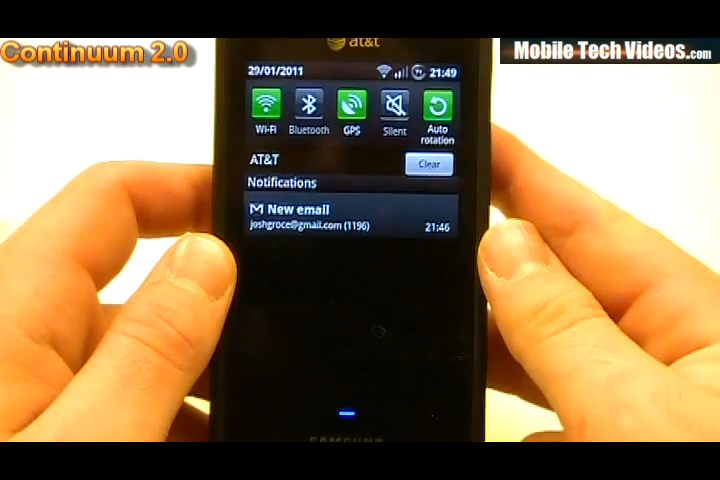 Continuum 2.0
Mobile Tech Videos.com
at&t
29/01/2011 21:49
Wi-Fi Bluetooth GPS Silent Auto rotation
AT&T Clear
Notifications
New email
joshgroce@gmail.com (1196) 21:46
SAMSUNG